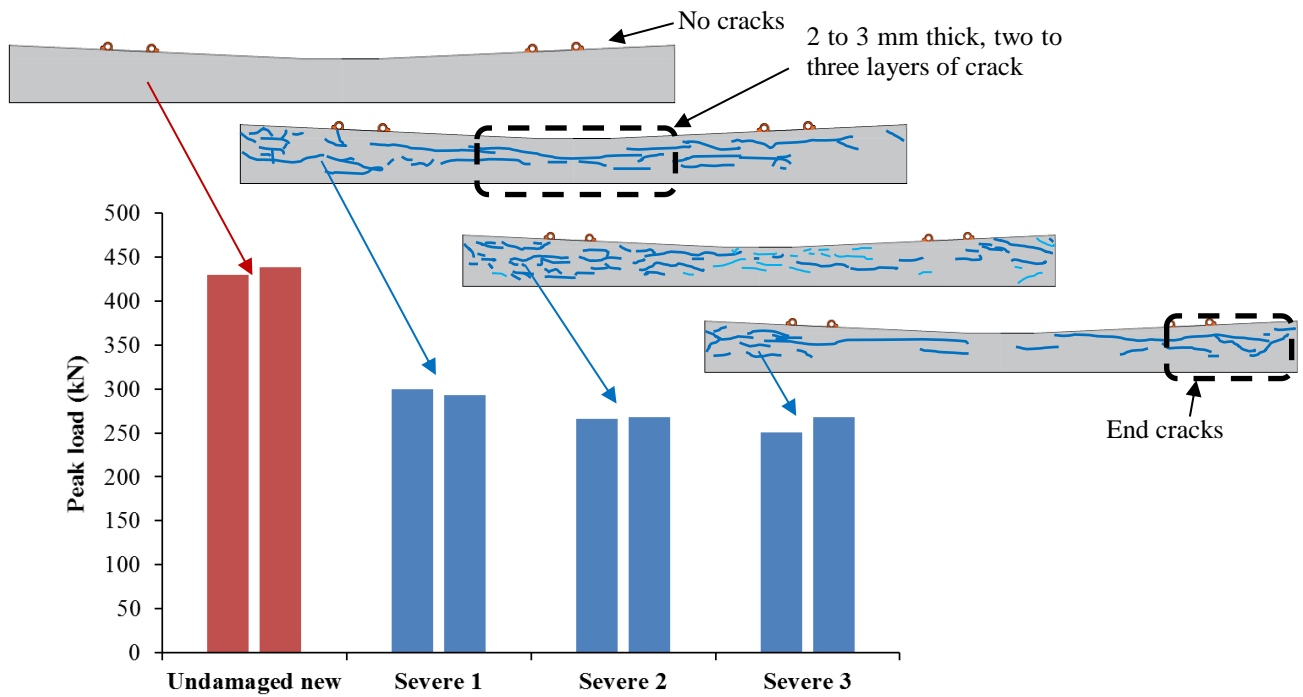 No cracks
2 to 3 mm thick, two to
three layers of crack
500
450
400
350
300
250
200
150
100
50
0
Peak load (kN)
End cracks
Undamaged new
Severe 1
Severe 2
Severe 3